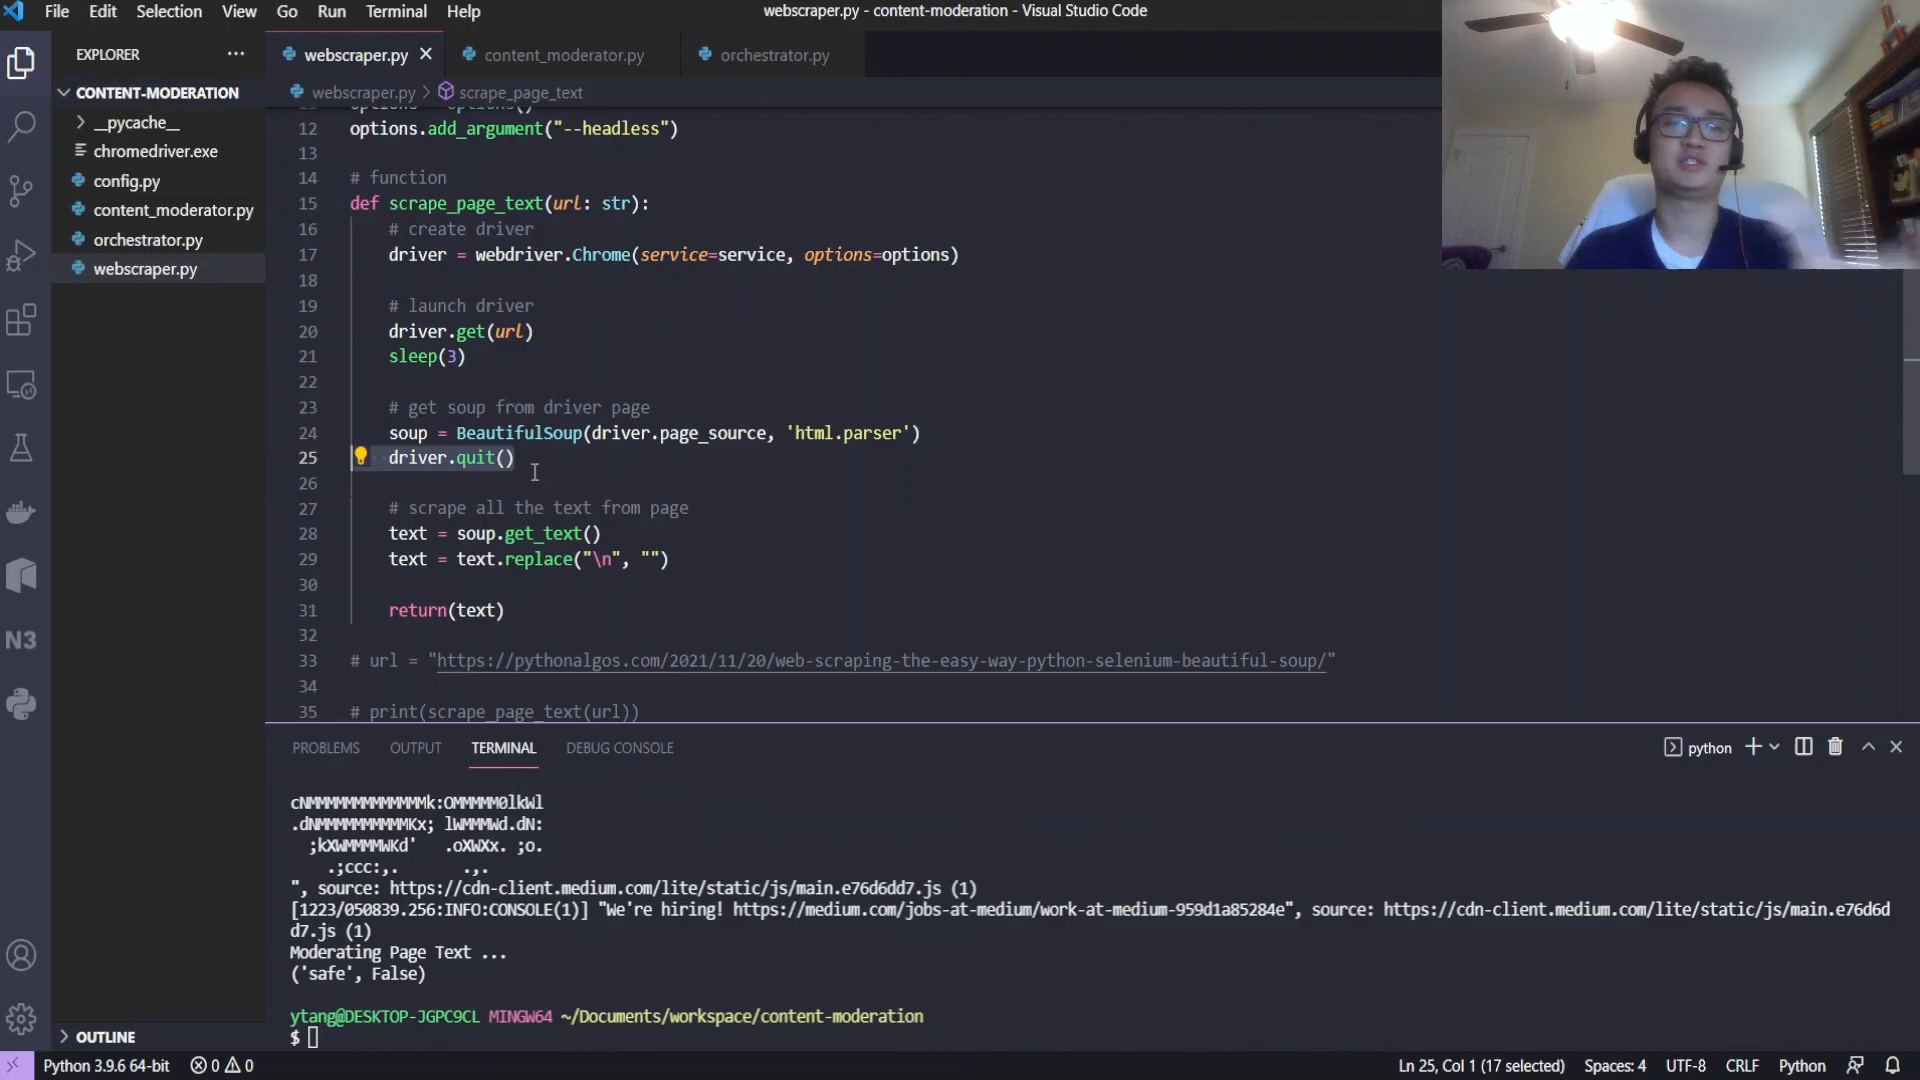 File Edit Selection View Go Run Terminal Help
webscraper.py - content-moderation - Visual Studio Code
EXPLORER ···
webscraper.py
content_moderator.py
orchestrator.py
CONTENT-MODERATION
webscraper.py > scrape_page_text
__pycache__
chromedriver.exe
config.py
content_moderator.py
orchestrator.py
webscraper.py
12 options.add_argument("--headless")
13
14 # function
15 def scrape_page_text(url: str):
16 # create driver
17 driver = webdriver.Chrome(service=service, options=options)
18
19 # launch driver
20 driver.get(url)
21 sleep(3)
22
23 # get soup from driver page
24 soup = BeautifulSoup(driver.page_source, 'html.parser')
25 driver.quit()
26
27 # scrape all the text from page
28 text = soup.get_text()
29 text = text.replace("\n", "")
30
31 return(text)
32
33 # url = "https://pythonalgos.com/2021/11/20/web-scraping-the-easy-way-python-selenium-beautiful-soup/"
34
35 # print(scrape_page_text(url))
N3
PROBLEMS OUTPUT TERMINAL DEBUG CONSOLE
python
cNMMMMMMMMMMMMMk:OMMMMM0lkWl
.dNMMMMMMMMMMKx; lWMMMWd.dN:
;kXWMMMMWKd' .oXWXx. ;o.
.;ccc:,. .,.
", source: https://cdn-client.medium.com/lite/static/js/main.e76d6dd7.js (1)
[1223/050839.256:INFO:CONSOLE(1)] "We're hiring! https://medium.com/jobs-at-medium/work-at-medium-959d1a85284e", source: https://cdn-client.medium.com/lite/static/js/main.e76d6d
d7.js (1)
Moderating Page Text ...
('safe', False)
ytang@DESKTOP-JGPC9CL MINGW64 ~/Documents/workspace/content-moderation
$
OUTLINE
Python 3.9.6 64-bit 0 0
Ln 25, Col 1 (17 selected) Spaces: 4 UTF-8 CRLF Python